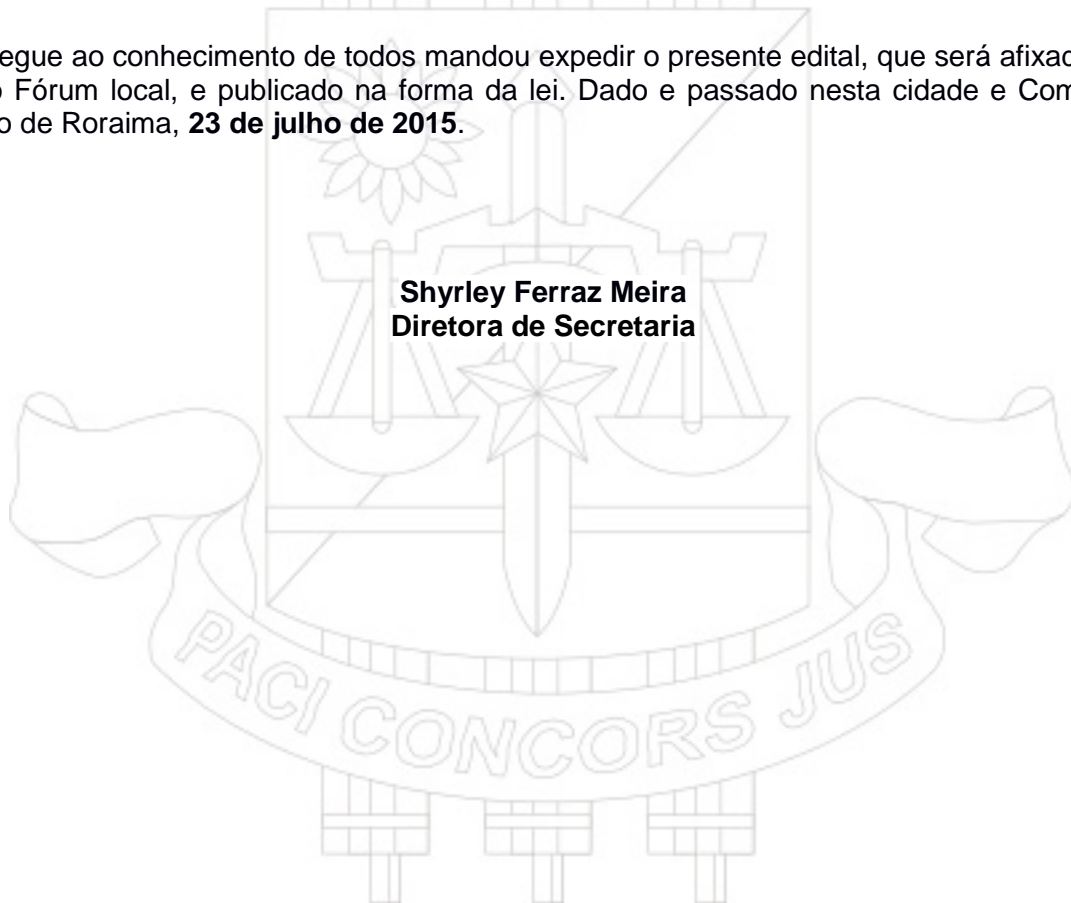 egue ao conhecimento de todos mandou expedir o presente edital, que será afixad
o Fórum local, e publicado na forma da lei. Dado e passado nesta cidade e Com
o de Roraima, 23 de julho de 2015.
Shyrley Ferraz Meira
Diretora de Secretaria
PACI CONCORS JUS